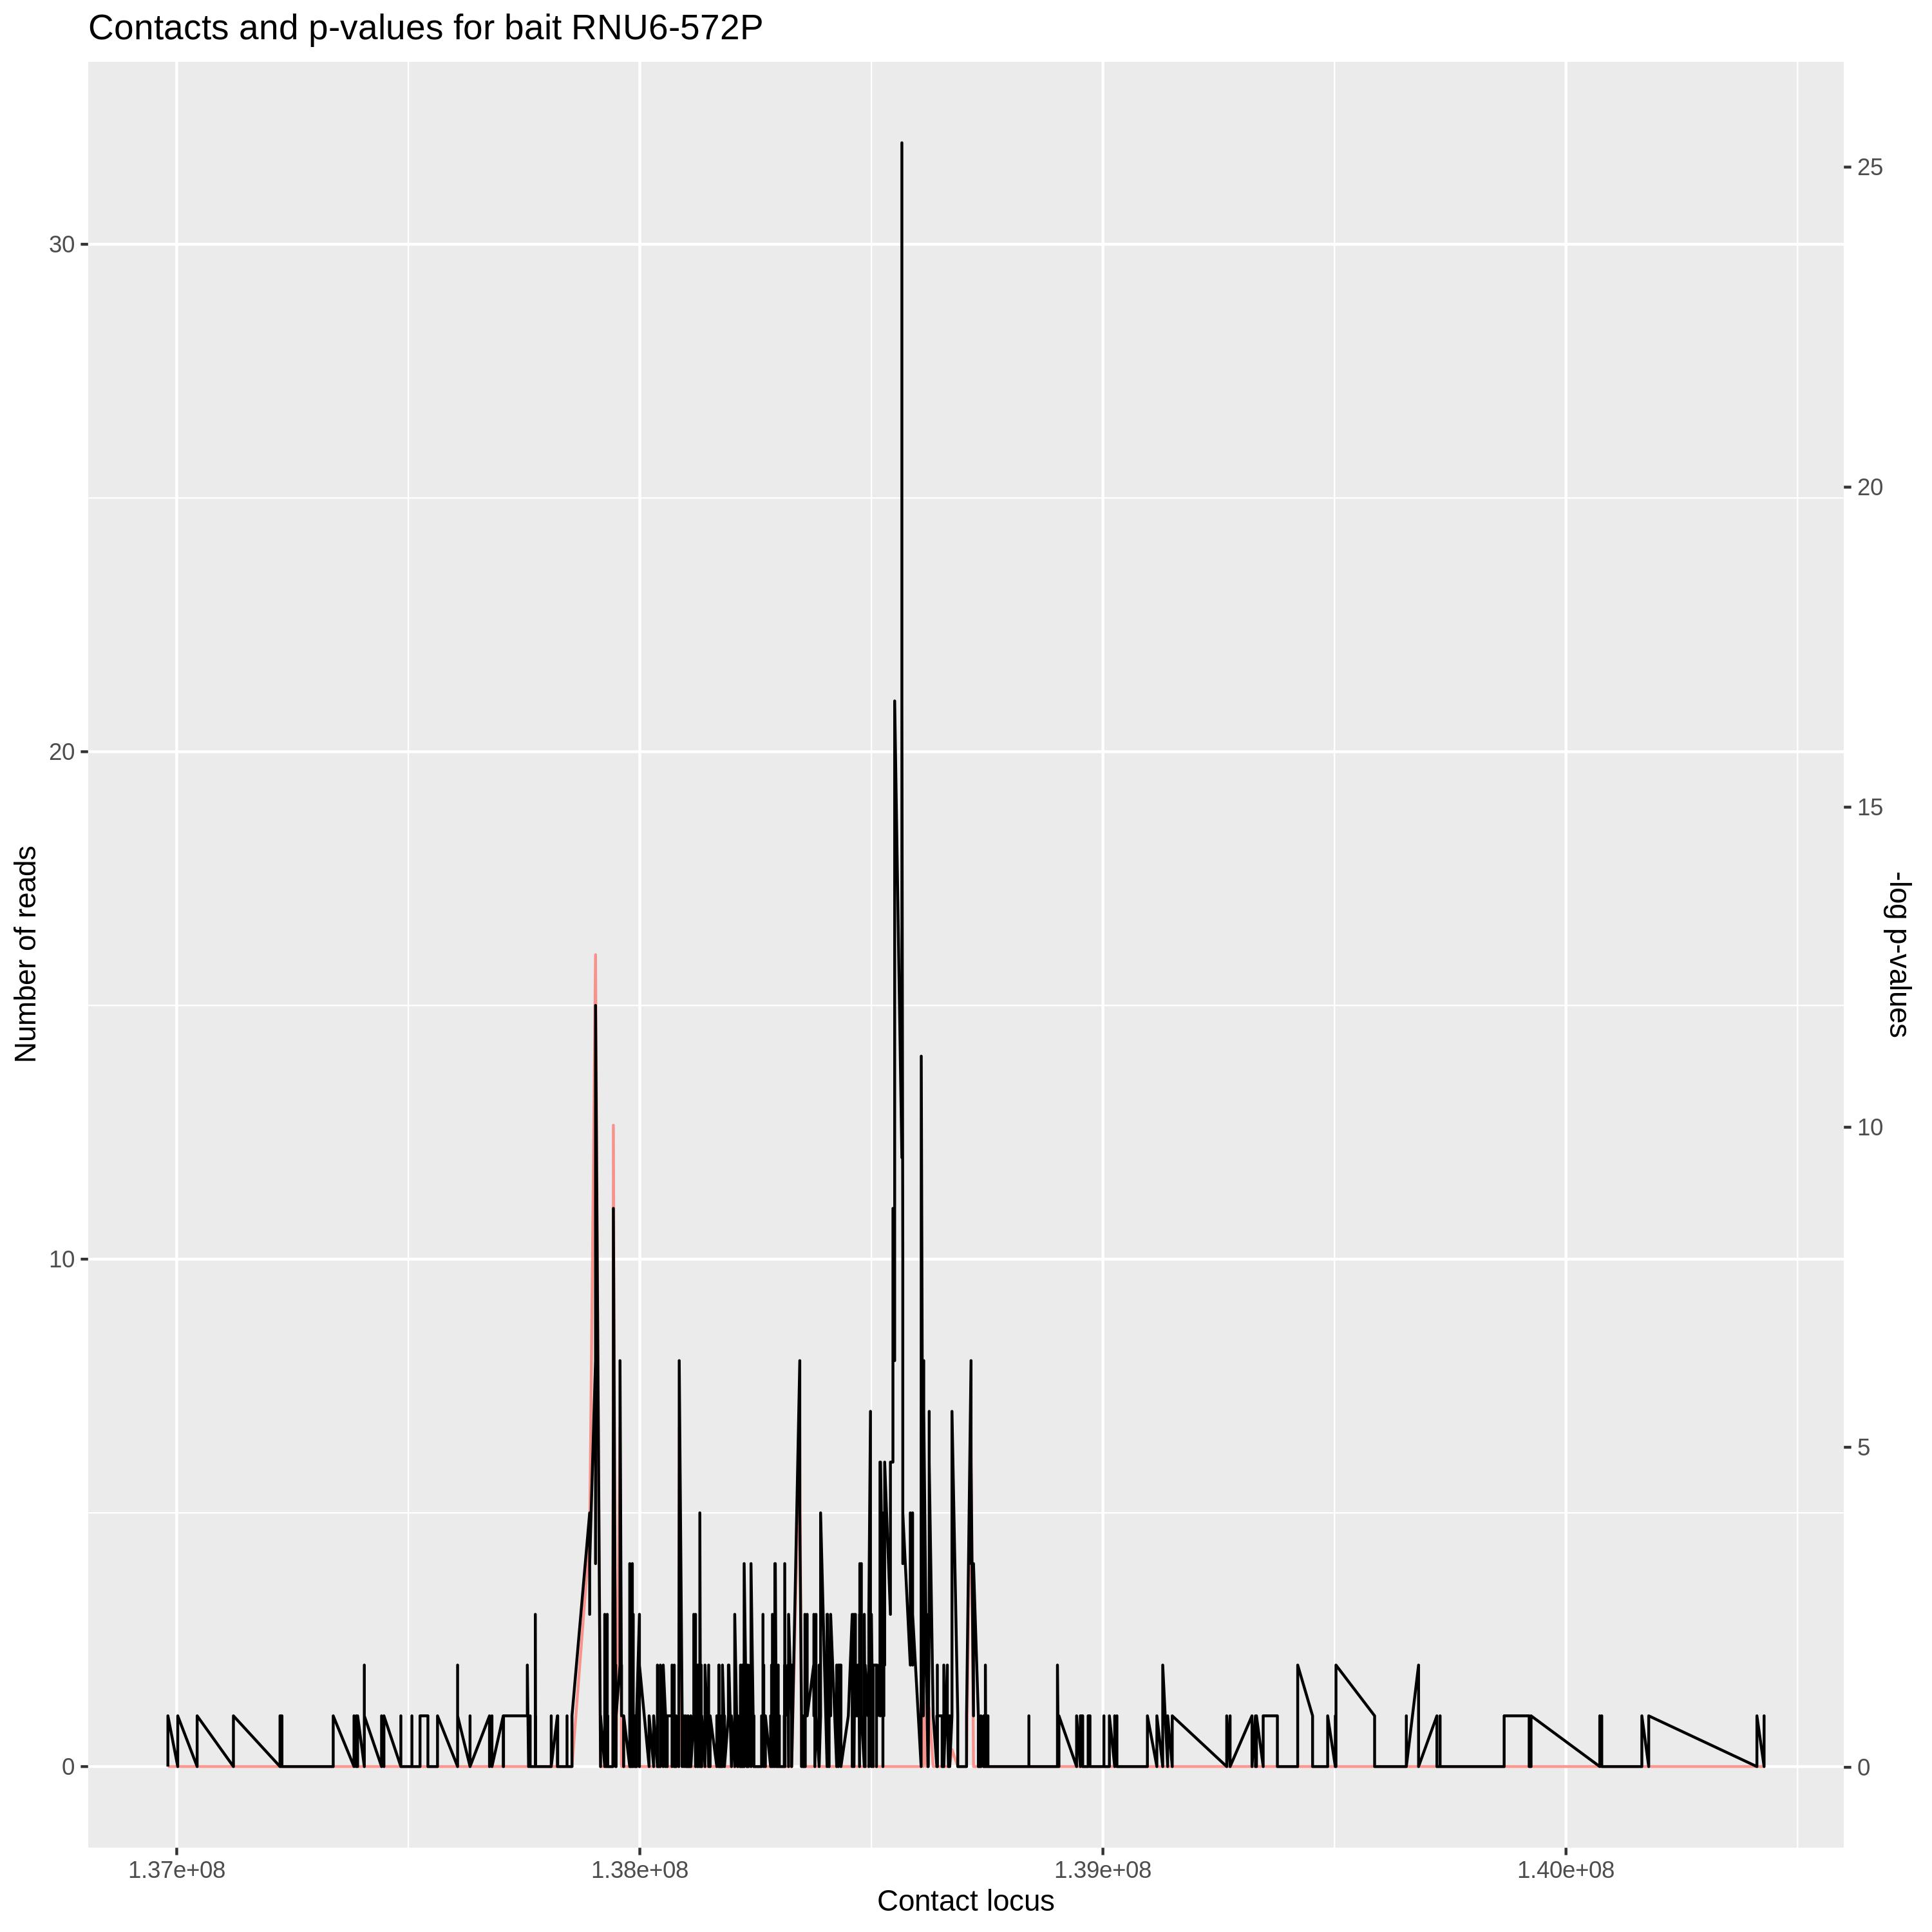 Contacts and p-values for bait RNU6-572P
30
20
10
0
Number of reads
25
20
15
10
5
0
-log p-values
1.37e+08
1.38e+08
1.39e+08
1.40e+08
Contact locus